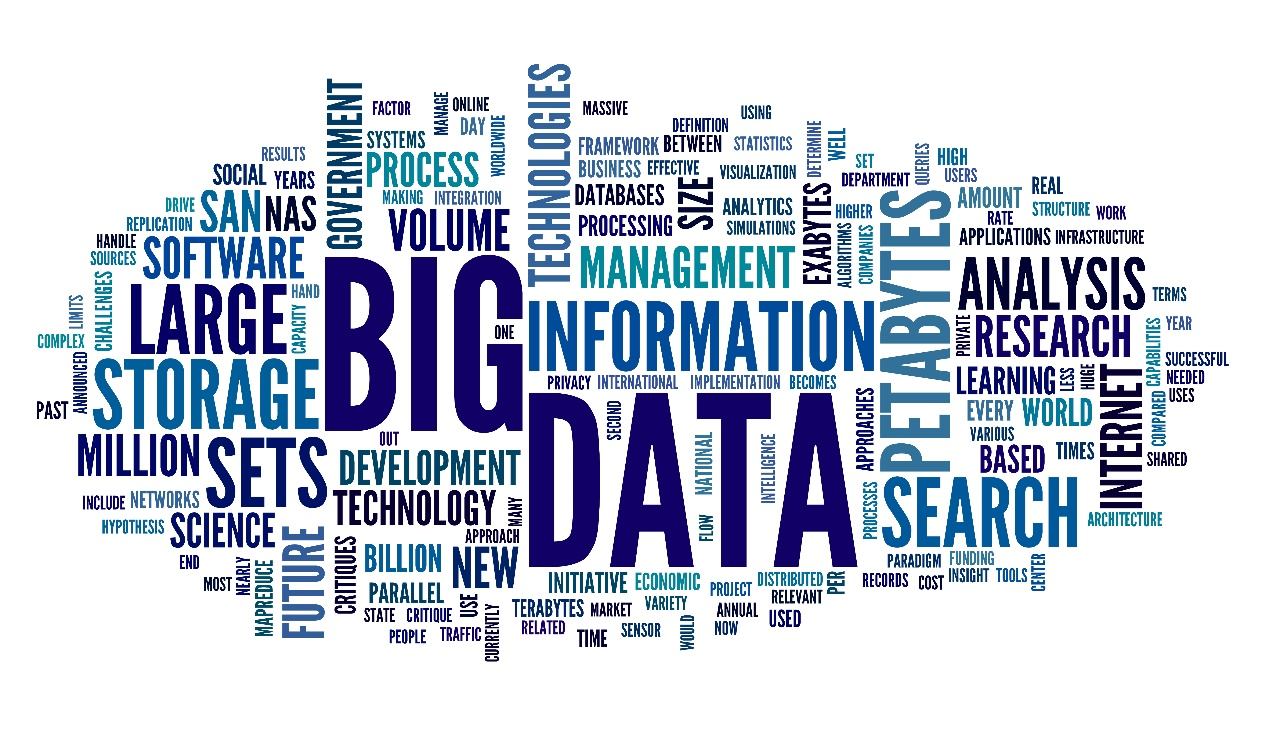 GOVERNMENT
FACTOR
MANAGE
ONLINE
DAY
WORLDWIDE
SYSTEMS
PROCESS
MAKING
INTEGRATION
VOLUME
TECHNOLOGIES
MASSIVE
USING
DEFINITION
FRAMEWORK
BETWEEN
STATISTICS
BUSINESS
EFFECTIVE
VISUALIZATION
DETERMINE
WELL
DATABASES
SIZE
ANALYTICS
PROCESSING
SIMULATIONS
EXABYTES
HIGHER
ALGORITHMS
COMPANIES
MANAGEMENT
SET
DEPARTMENT
QUERIES
HIGH
USERS
AMOUNT
REAL
RATE
STRUCTURE
WORK
APPLICATIONS
INFRASTRUCTURE
RESULTS
SOCIAL
YEARS
DRIVE
SAN
NAS
REPLICATION
HANDLE
SOURCES
SOFTWARE
CHALLENGES
LARGE
HAND
CAPACITY
LIMITS
COMPLEX
ANNOUNCED
PAST
STORAGE
BIG
ONE
INFORMATION
PETABYTES
ANALYSIS
TERMS
PRIVATE
RESEARCH
YEAR
CAPABILITIES
SUCCESSFUL
NEEDED
USES
LEARNING
LESS
HUGE
INTERNET
COMPARED
EVERY
WORLD
VARIOUS
BASED
TIMES
SHARED
PRIVACY
INTERNATIONAL
IMPLEMENTATION
BECOMES
SECOND
DATA
NATIONAL
INTELLIGENCE
FLOW
APPROACHES
PROCESSES
SEARCH
ARCHITECTURE
MILLION
SETS
OUT
DEVELOPMENT
TECHNOLOGY
MANY
INCLUDE
NETWORKS
HYPOTHESIS
SCIENCE
END
MOST
NEARLY
MAPREDUCE
FUTURE
CRITIQUES
BILLION
APPROACH
NEW
PARALLEL
STATE
CRITIQUE
USE
PEOPLE
TRAFFIC
CURRENTLY
INITIATIVE
ECONOMIC
PROJECT
DISTRIBUTED
PER
RELEVANT
TERABYTES
MARKET
VARIETY
ANNUAL
RELATED
TIME
SENSOR
WOULD
NOW
USED
PARADIGM
FUNDING
RECORDS
COST
INSIGHT
TOOLS
CENTER